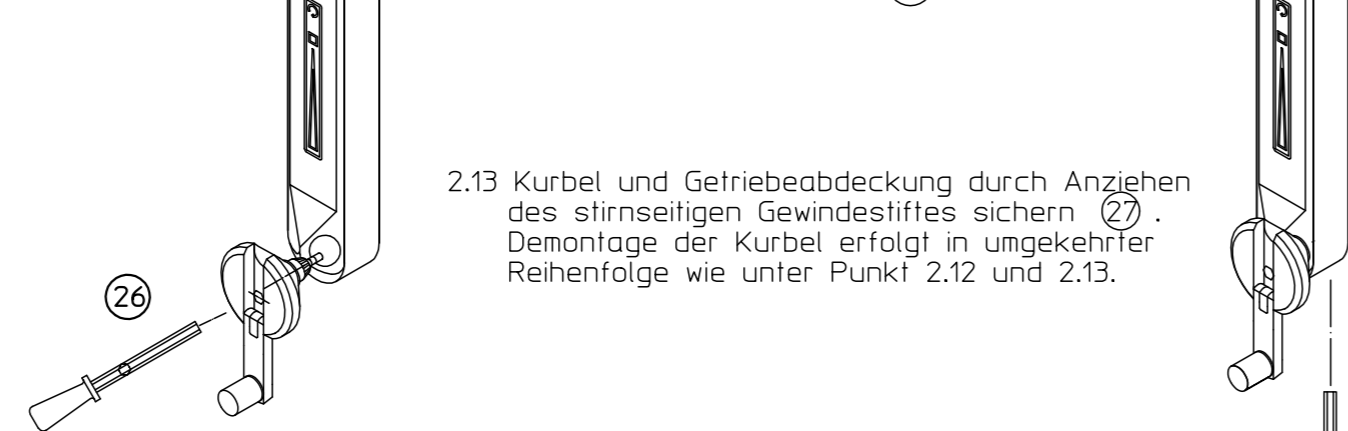 2.13 Kurbel und Getriebeabdeckung durch Anziehen
des stirnseitigen Gewindestiftes sichern 27 .
Demontage der Kurbel erfolgt in umgekehrter
Reihenfolge wie unter Punkt 2.12 und 2.13.
26